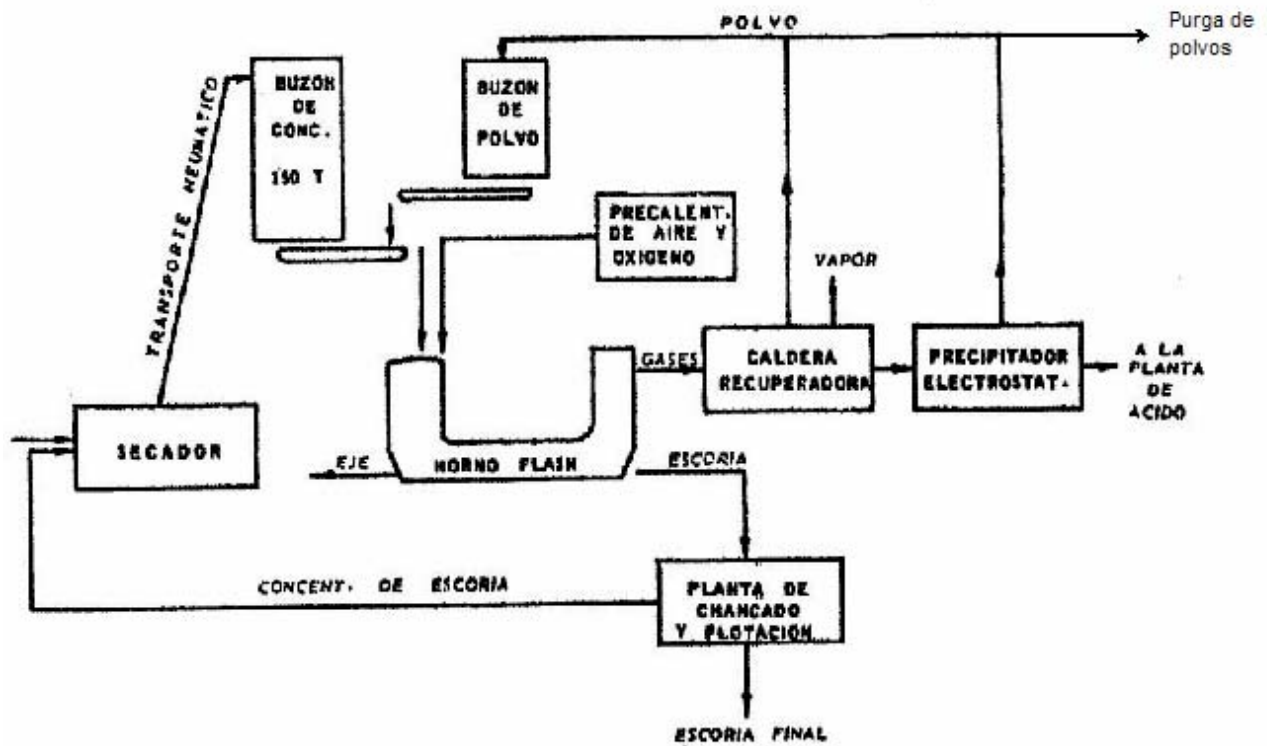 POLVO
Purga de
polvos
BUZON
DE
CONC.
150 T
BUZON
DE
POLVO
TRANSPORTE NEUMATICO
PRECALENT.
DE AIRE Y
OXIGENO
VAPOR
GASES
CALDERA
RECUPERADORA
PRECIPITADOR
ELECTROSTAT.
A LA
PLANTA
DE
ACIDO
SECADOR
EJE
HORNO FLASH
ESCORIA
CONCENT. DE ESCORIA
PLANTA DE
CHANCADO
Y FLOTACION
ESCORIA FINAL